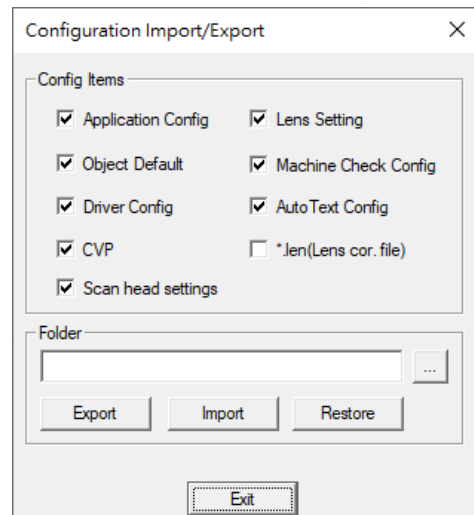 Configuration Import/Export
Config Items
Application Config
Lens Setting
Object Default
Machine Check Config
Driver Config
AutoText Config
CVP
*.len(Lens cor. file)
Scan head settings
Folder
...
Export
Import
Restore
Exit